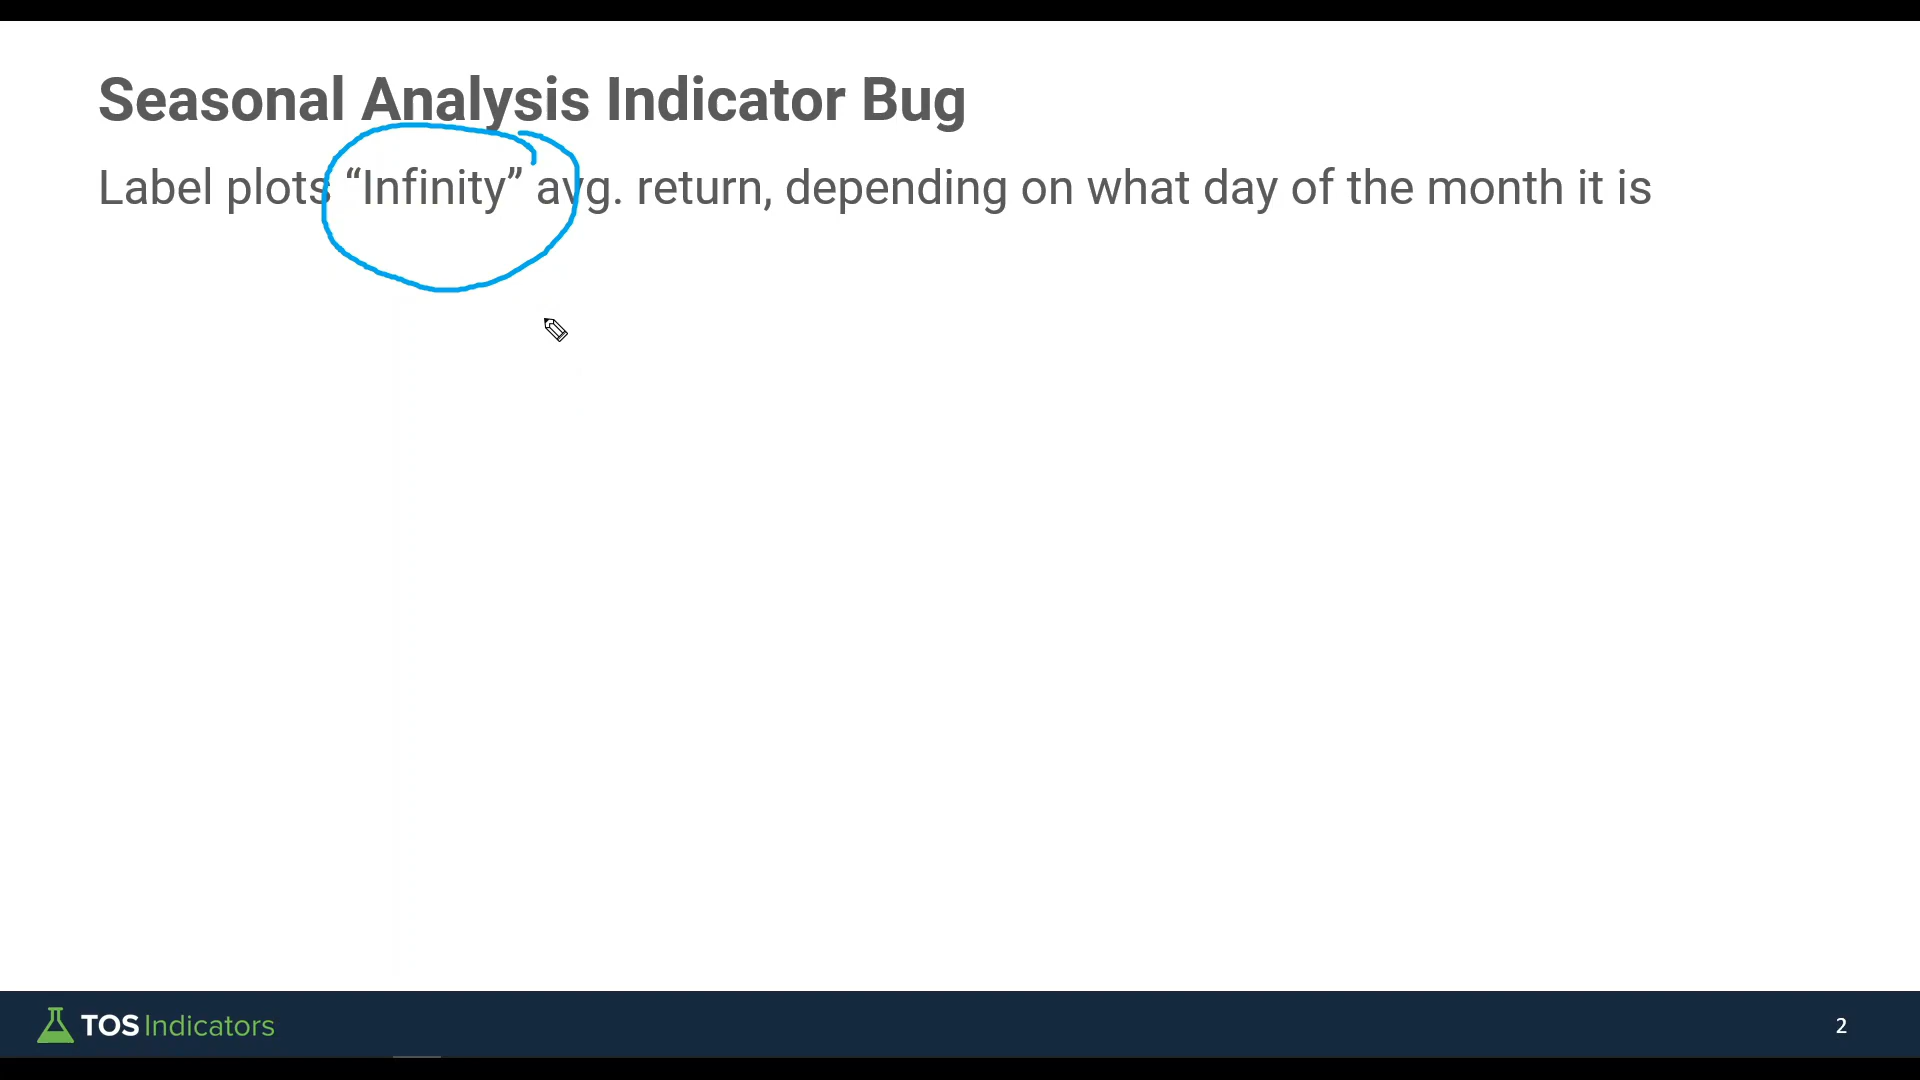 Seasonal Analysis Indicator Bug
Label plots “Infinity” avg. return, depending on what day of the month it is
TOS Indicators
2